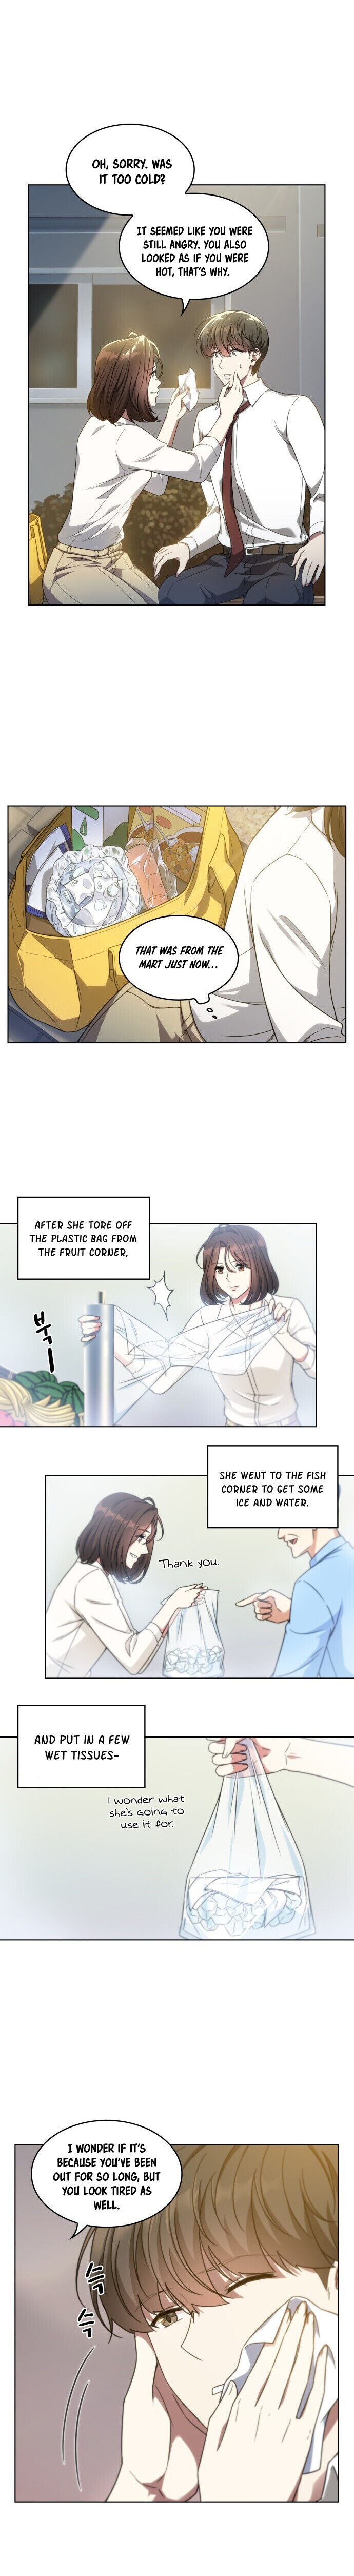 OH, SORRY. WAS
IT TOO COLD?
IT SEEMED LIKE YOU WERE
STILL ANGRY. YOU ALSO
LOOKED AS IF YOU WERE
HOT, THAT'S WHY.
THAT WAS FROM THE
MART JUST NOW...
AFTER SHE TORE OFF
THE PLASTIC BAG FROM
THE FRUIT CORNER,
부욱
SHE WENT TO THE FISH
CORNER TO GET SOME
ICE AND WATER.
Thank you.
AND PUT IN A FEW
WET TISSUES-
I wonder what
she's going to
use it for.
I WONDER IF IT'S
BECAUSE YOU'VE BEEN
OUT FOR SO LONG, BUT
YOU LOOK TIRED AS
WELL.
슥
슥